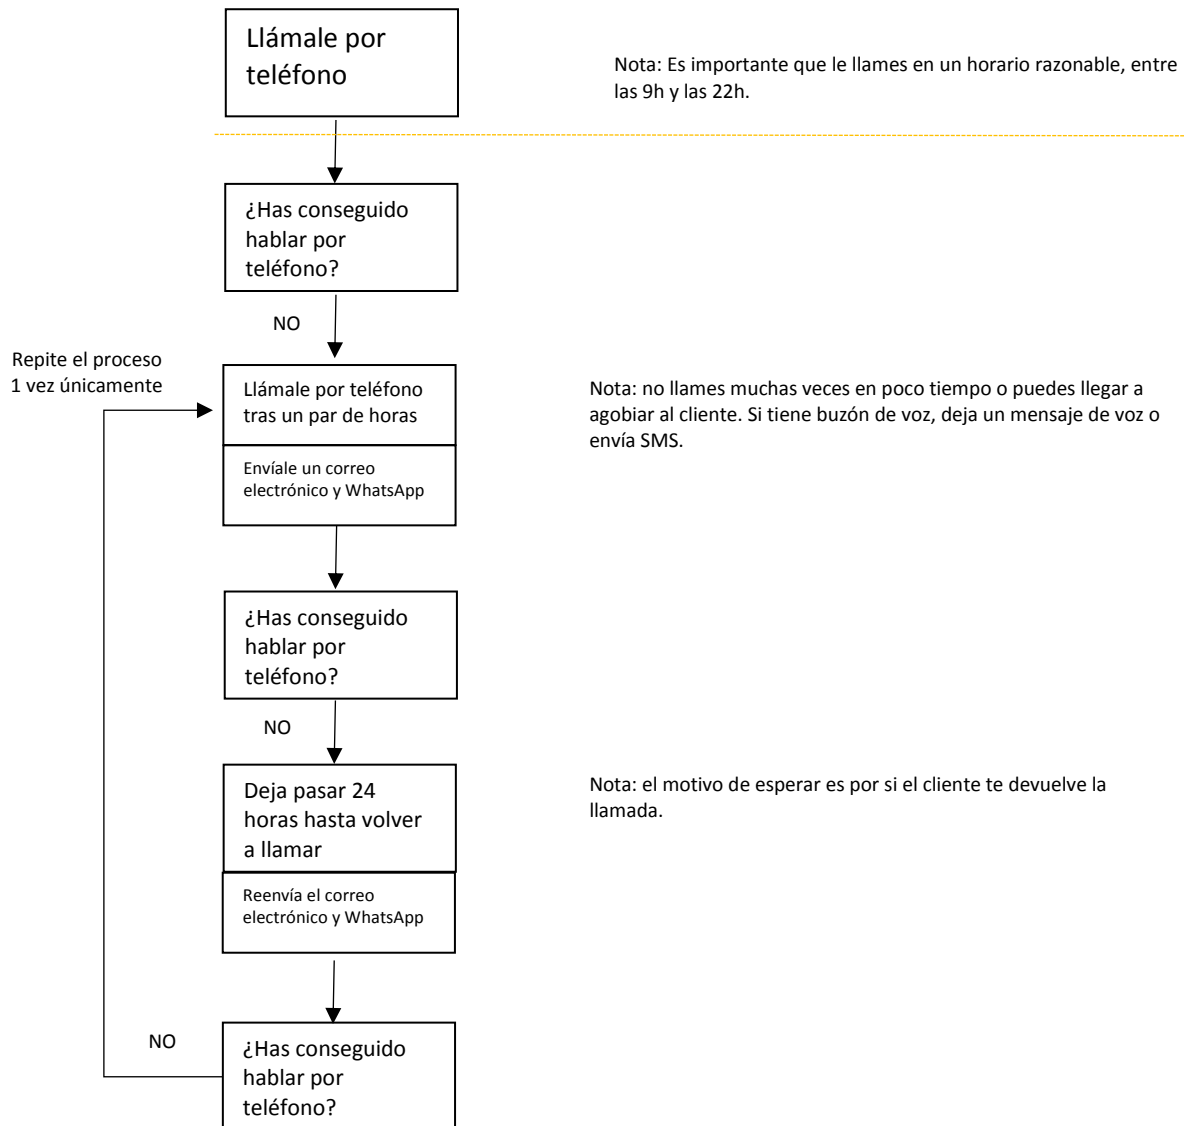 Llámale por
teléfono
Nota: Es importante que le llames en un horario razonable, entre
las 9h y las 22h.
¿Has conseguido
hablar por
teléfono?
NO
Repite el proceso
1 vez únicamente
Llámale por teléfono
tras un par de horas
Nota: no llames muchas veces en poco tiempo o puedes llegar a
agobiar al cliente. Si tiene buzón de voz, deja un mensaje de voz o
envía SMS.
Envíale un correo
electrónico y WhatsApp
¿Has conseguido
hablar por
teléfono?
NO
Deja pasar 24
horas hasta volver
a llamar
Nota: el motivo de esperar es por si el cliente te devuelve la
llamada.
Reenvía el correo
electrónico y WhatsApp
NO
¿Has conseguido
hablar por
teléfono?